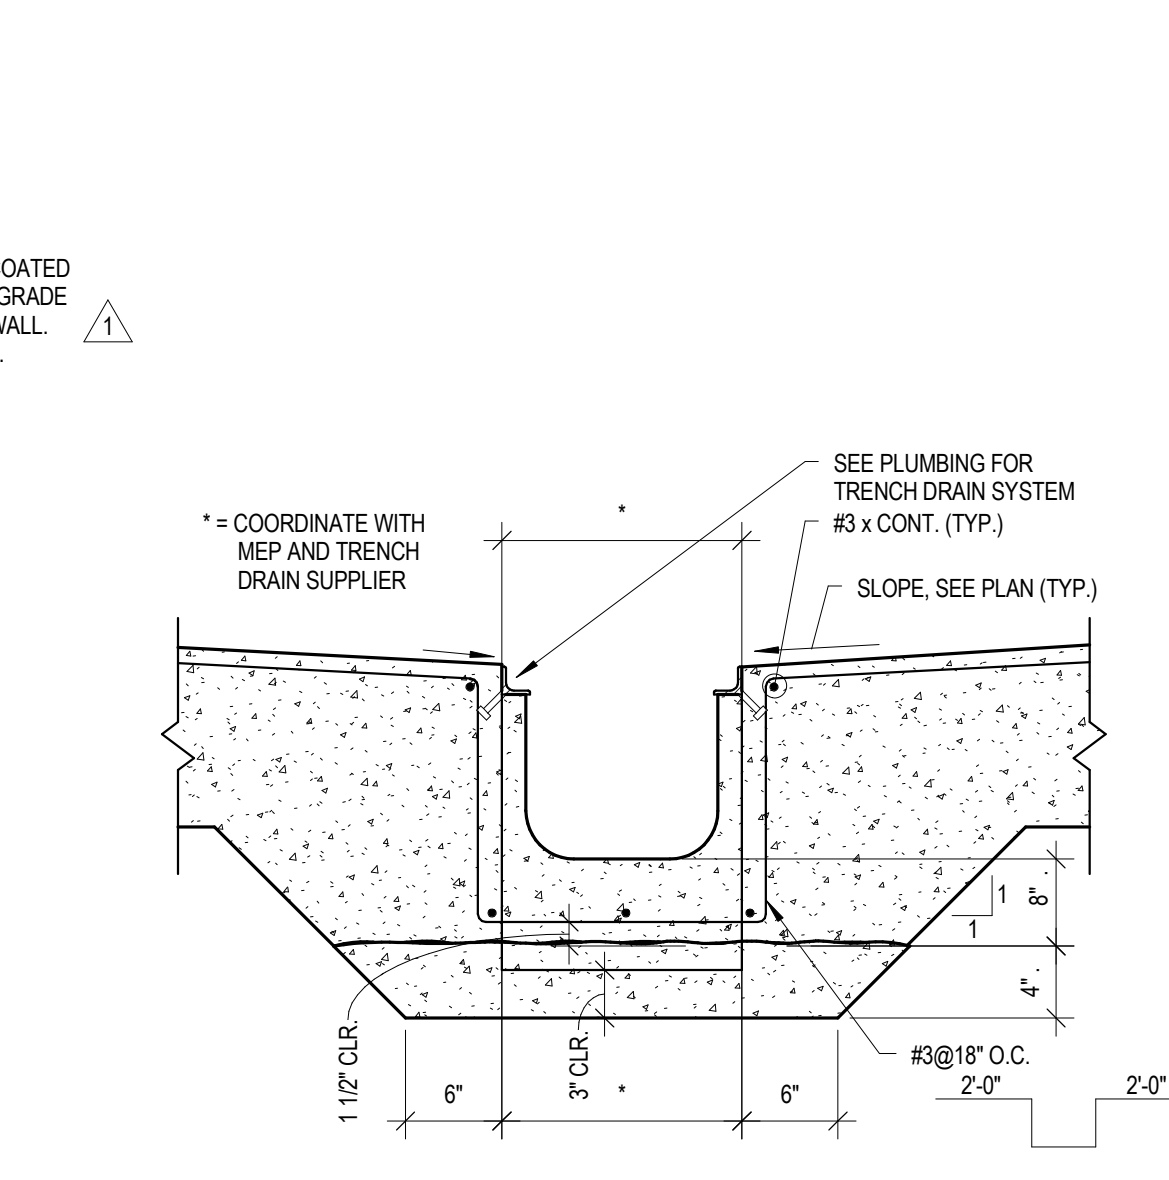 OATED
GRADE
WALL.
.
1
SEE PLUMBING FOR
TRENCH DRAIN SYSTEM
#3 x CONT. (TYP.)
* = COORDINATE WITH
MEP AND TRENCH
DRAIN SUPPLIER
*
SLOPE, SEE PLAN (TYP.)
8" .
1
1
4" .
1 1/2" CLR.
3" CLR.
#3@18" O.C.
6"
*
6"
2'-0"
2'-0"